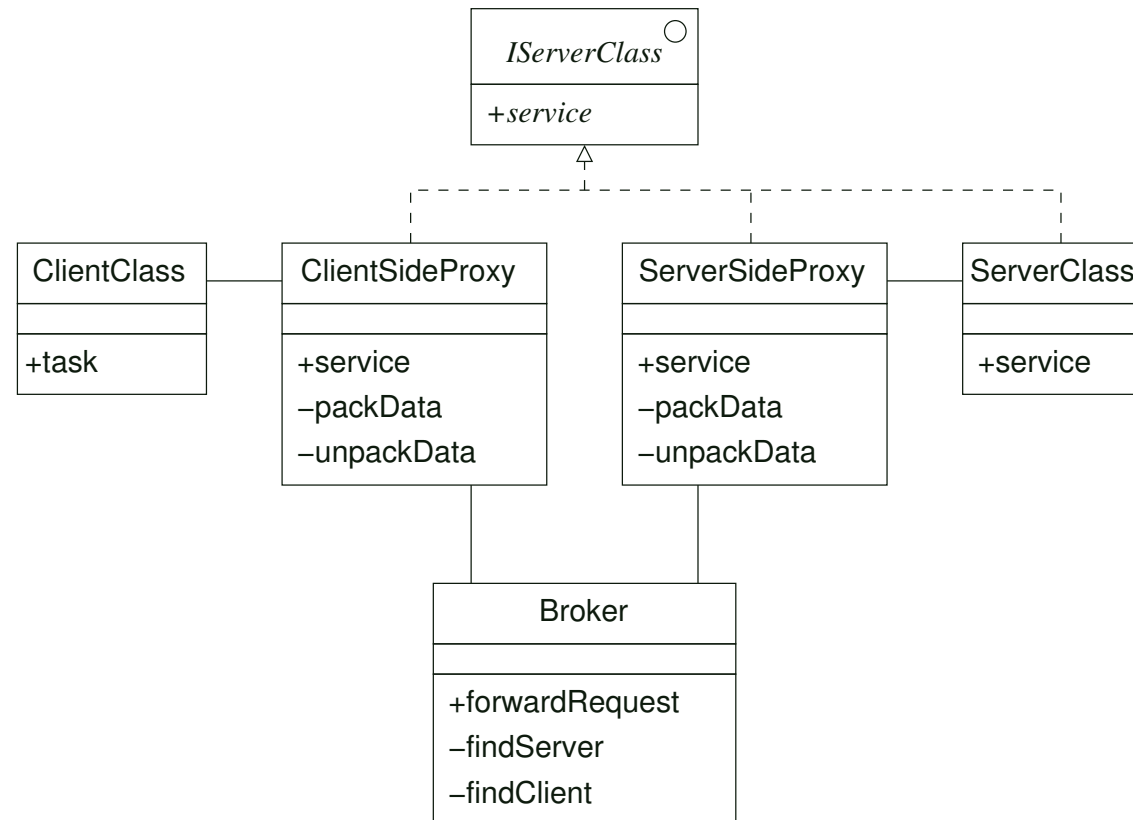 IServerClass
+service
ClientClass
+task
ClientSideProxy
+service
−packData
−unpackData
ServerSideProxy
+service
−packData
−unpackData
ServerClass
+service
Broker
+forwardRequest
−findServer
−findClient